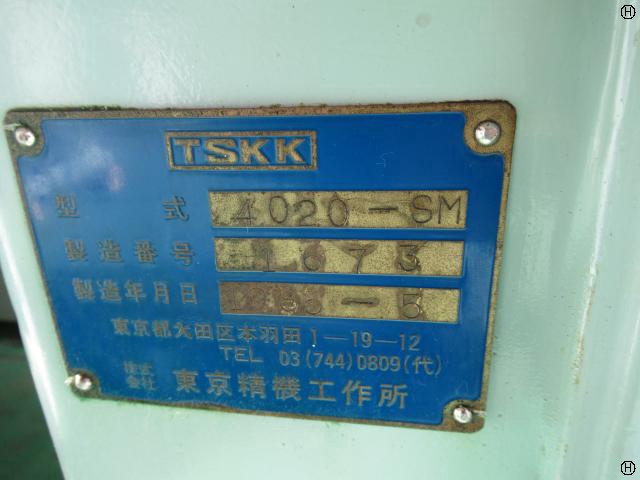 TSKK
型式 4020-SM
製造番号 1673
製造年月日
東京都大田区本羽田1-19-12
TEL 03(744)0809(代)
株式会社 東京精機工作所